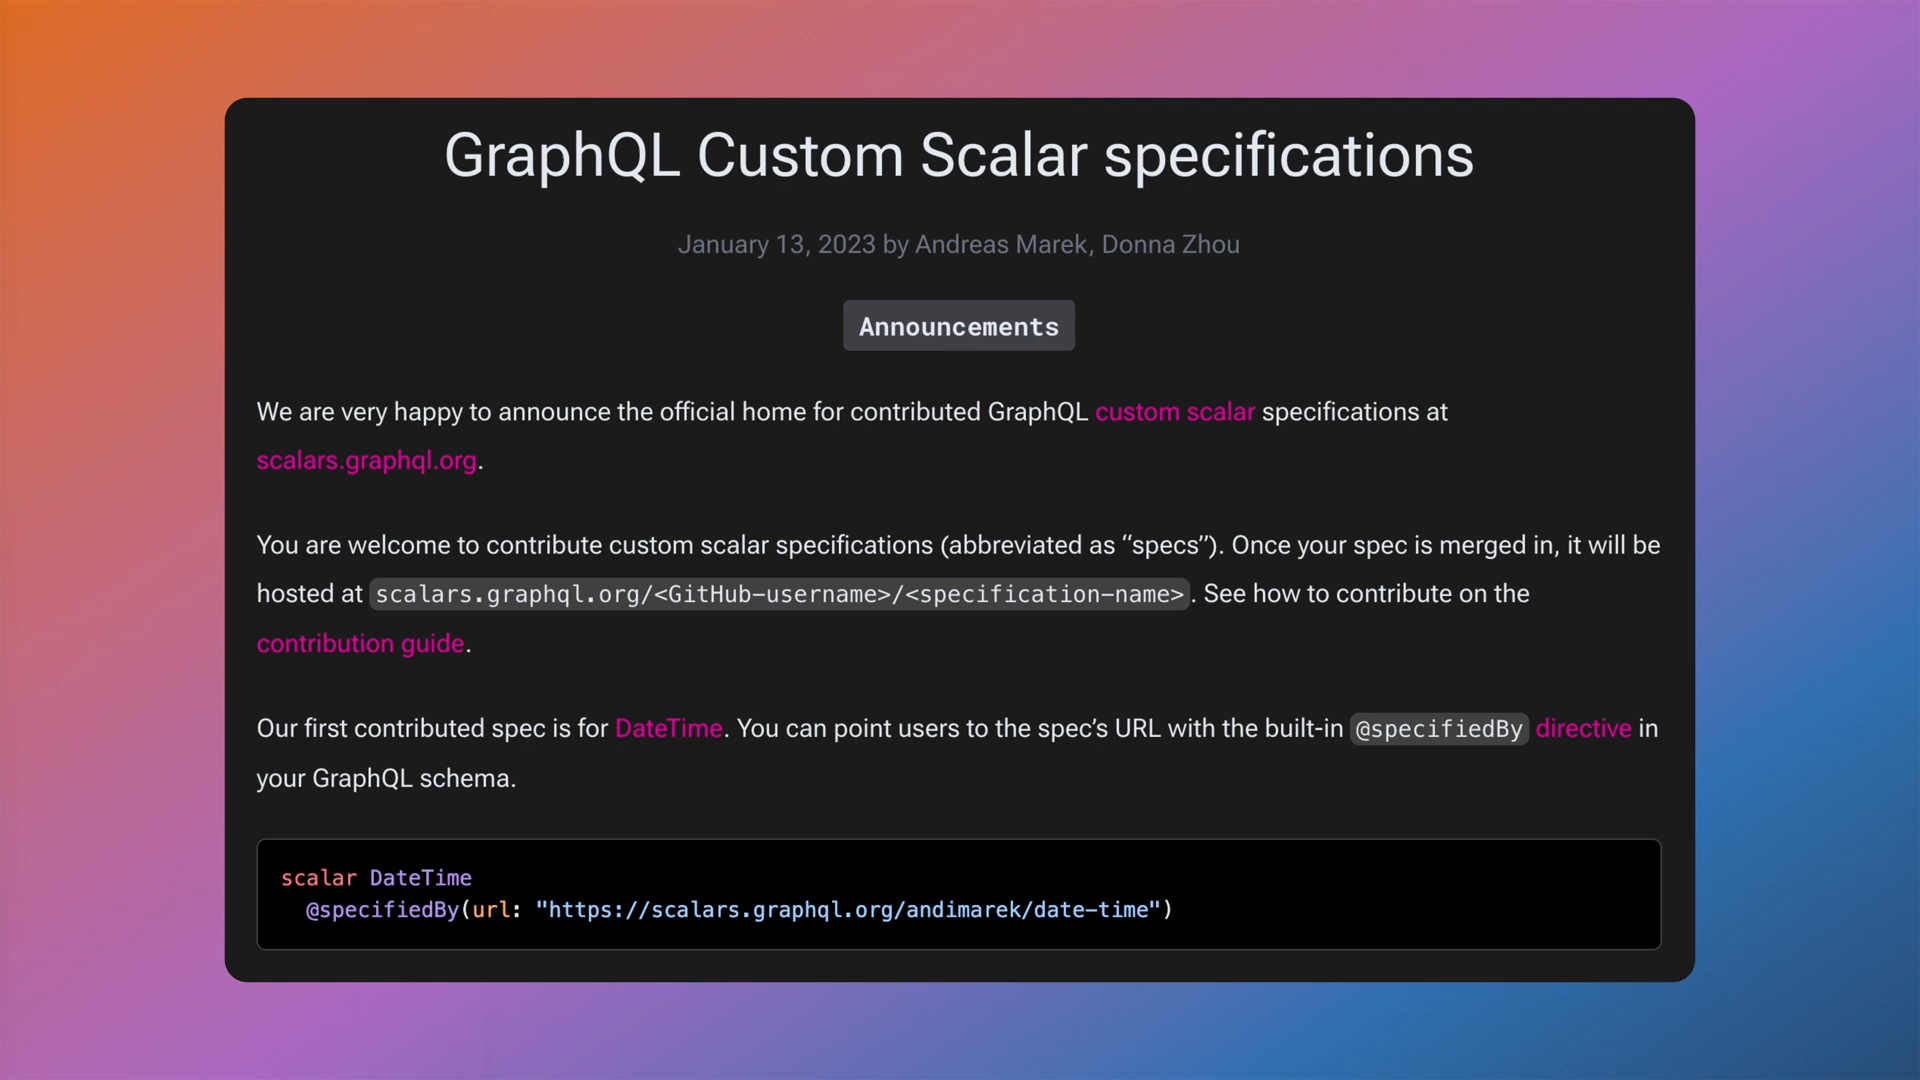 GraphQL Custom Scalar specifications
January 13, 2023 by Andreas Marek, Donna Zhou
Announcements
We are very happy to announce the official home for contributed GraphQL custom scalar specifications at
scalars.graphql.org.
You are welcome to contribute custom scalar specifications (abbreviated as “specs”). Once your spec is merged in, it will be
hosted at scalars.graphql.org/<GitHub-username>/<specification-name>. See how to contribute on the
contribution guide.
Our first contributed spec is for DateTime. You can point users to the spec’s URL with the built-in @specifiedBy directive in
your GraphQL schema.
scalar DateTime
  @specifiedBy(url: "https://scalars.graphql.org/andimarek/date-time")